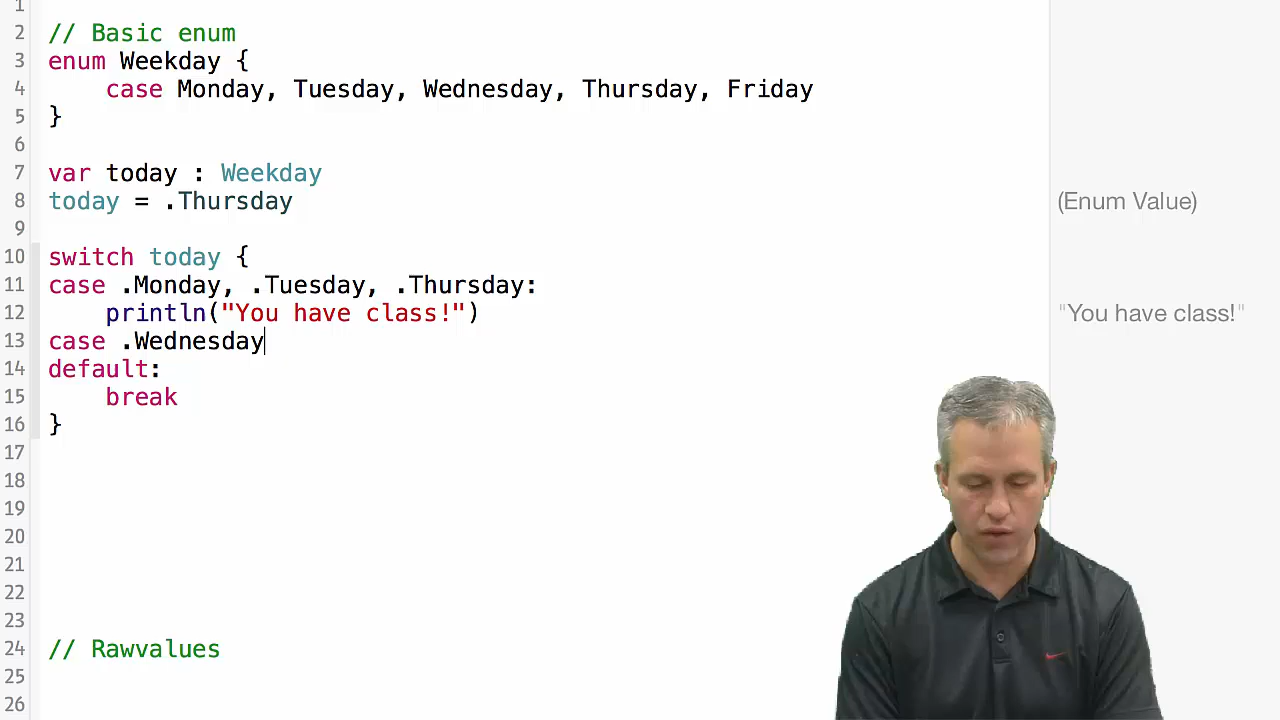 1
2 // Basic enum
3 enum Weekday {
4 case Monday, Tuesday, Wednesday, Thursday, Friday
5 }
6
7 var today : Weekday
8 today = .Thursday (Enum Value)
9
10 switch today {
11 case .Monday, .Tuesday, .Thursday:
12 println("You have class!") "You have class!"
13 case .Wednesday
14 default:
15 break
16 }
17
18
19
20
21
22
23
24 // Rawvalues
25
26